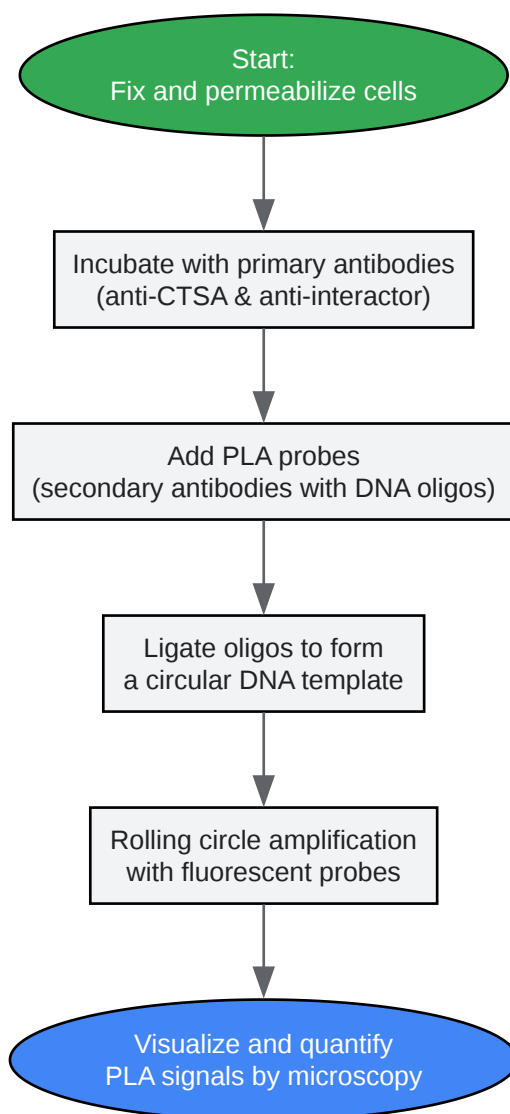 Start:
Fix and permeabilize cells
Incubate with primary antibodies
(anti-CTSA & anti-interactor)
Add PLA probes
(secondary antibodies with DNA oligos)
Ligate oligos to form
a circular DNA template
Rolling circle amplification
with fluorescent probes
Visualize and quantify
PLA signals by microscopy